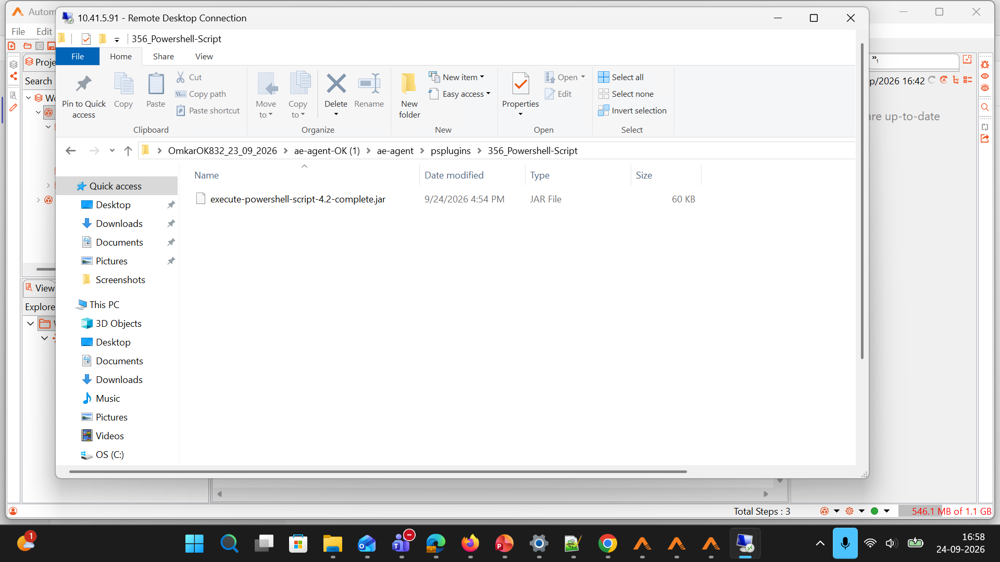 Autom
10.41.5.91 - Remote Desktop Connection
File Edit
356_Powershell-Script
File Home Share View
Proje
Search
Wo
Pin to Quick access
Copy
Paste
Cut
Copy path
Paste shortcut
Clipboard
Move to
Copy to
Delete
Rename
Organize
New folder
New item
Easy access
New
Properties
Open
Edit
Open
Select all
Select none
Invert selection
Select
»1
p/2026 16:42
are up-to-date
OmkarOK832_23_09_2026 > ae-agent-OK (1) > ae-agent > psplugins > 356_Powershell-Script
Name Date modified Type Size
execute-powershell-script-4.2-complete.jar 9/24/2026 4:54 PM JAR File 60 KB
Quick access
Desktop
Downloads
Documents
Pictures
Screenshots
This PC
3D Objects
Desktop
Documents
Downloads
Music
Pictures
Videos
OS (C:)
View
Explore
Total Steps : 3
546.1 MB of 1.1 GB
1
16:58
24-09-2026